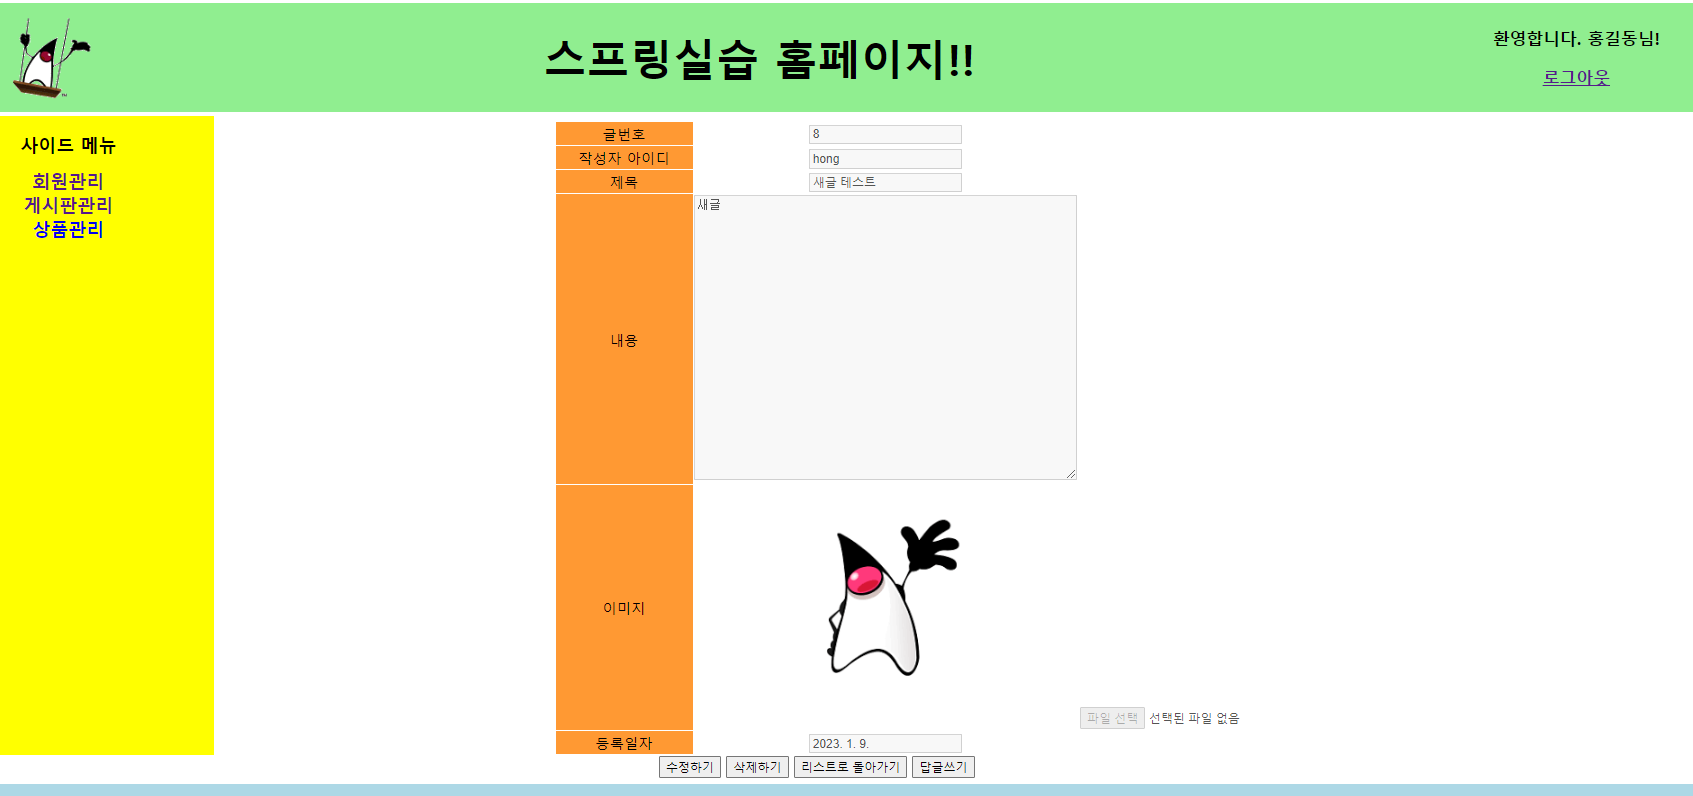 스프링실습 홈페이지!!
환영합니다. 홍길동님!
로그아웃
사이드 메뉴
회원관리
게시판관리
상품관리
글번호 8
작성자 아이디 hong
제목 새글 테스트
내용 새글
이미지
파일 선택 선택된 파일 없음
등록일자 2023. 1. 9.
수정하기 삭제하기 리스트로 돌아가기 답글쓰기